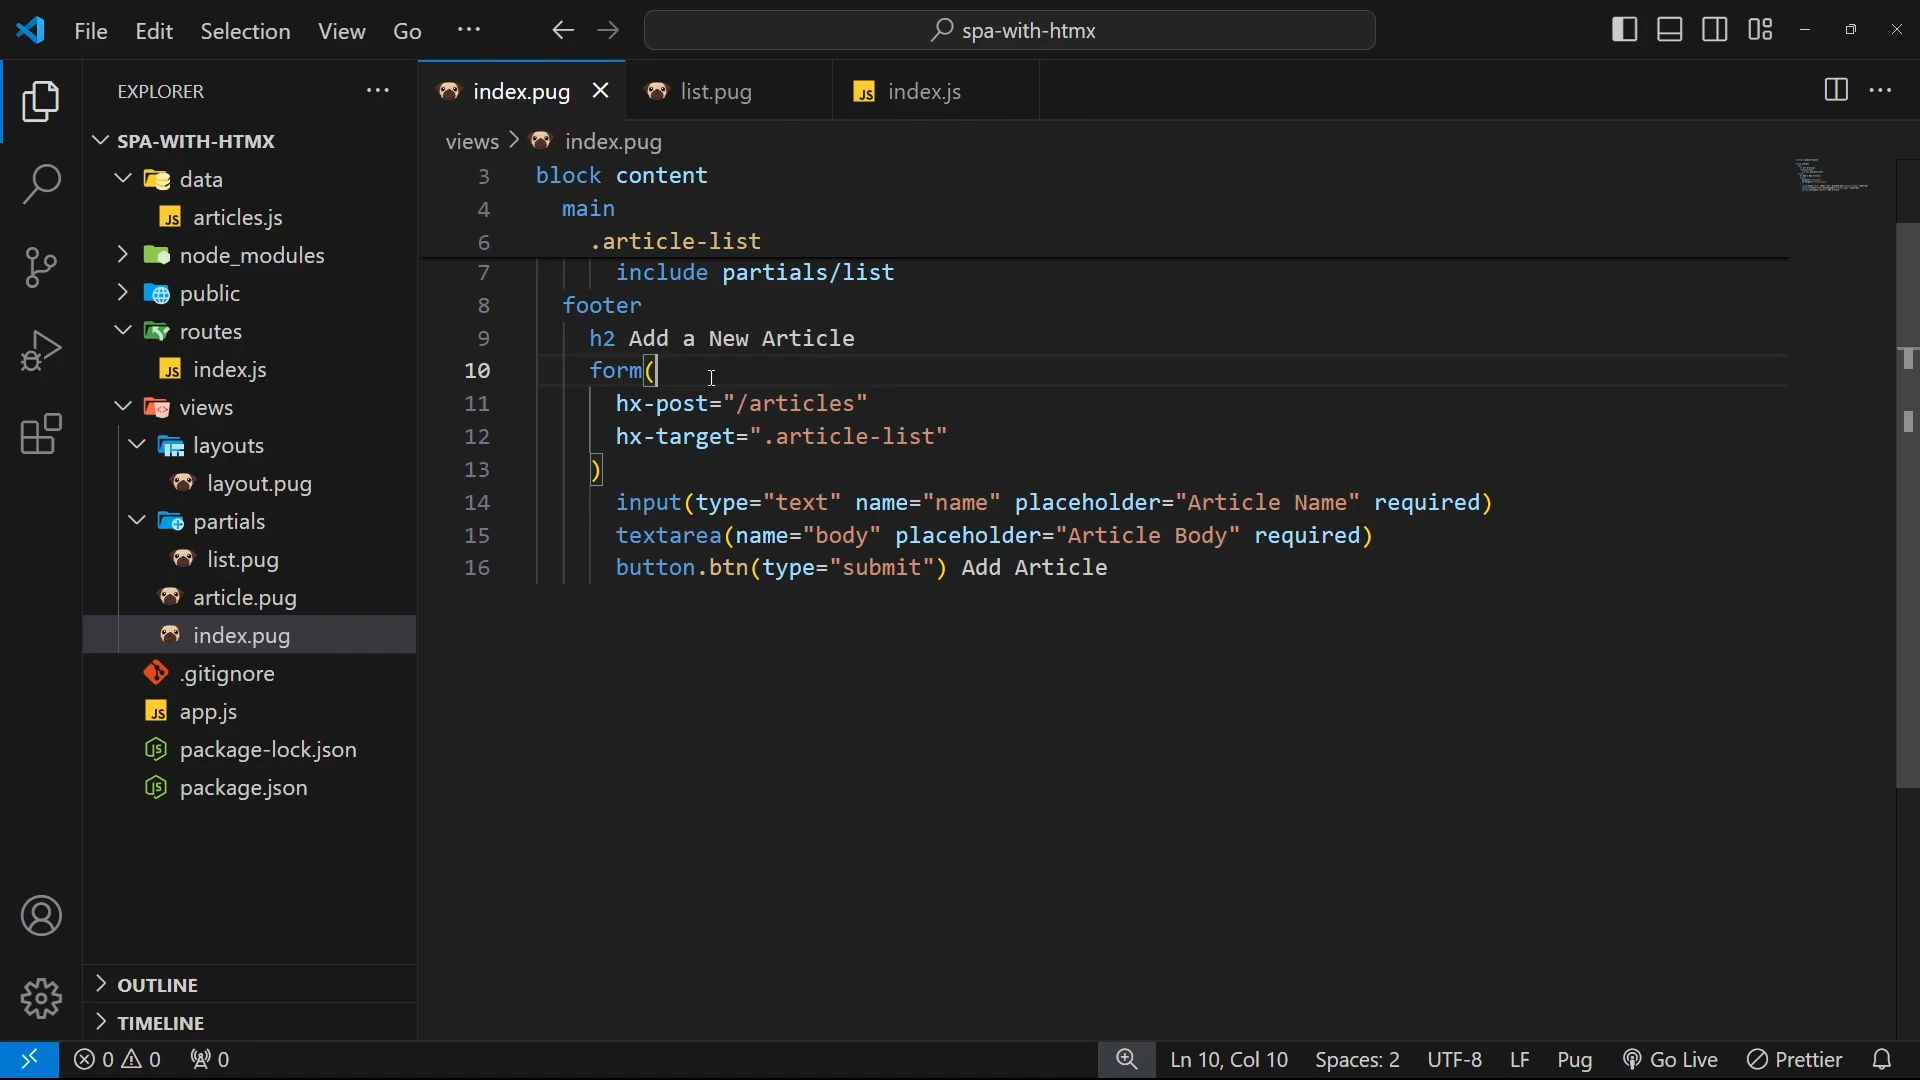 File Edit Selection View Go ··· spa-with-htmx
EXPLORER ···
SPA-WITH-HTMX
data
JS articles.js
node_modules
public
routes
JS index.js
views
layouts
layout.pug
partials
list.pug
article.pug
index.pug
.gitignore
JS app.js
package-lock.json
package.json
OUTLINE
TIMELINE
index.pug list.pug JS index.js
views > index.pug
3 block content
4 main
6 .article-list
7 include partials/list
8 footer
9 h2 Add a New Article
10 form(
11 hx-post="/articles"
12 hx-target=".article-list"
13 )
14 input(type="text" name="name" placeholder="Article Name" required)
15 textarea(name="body" placeholder="Article Body" required)
16 button.btn(type="submit") Add Article
0 0 0 Ln 10, Col 10 Spaces: 2 UTF-8 LF Pug Go Live Prettier